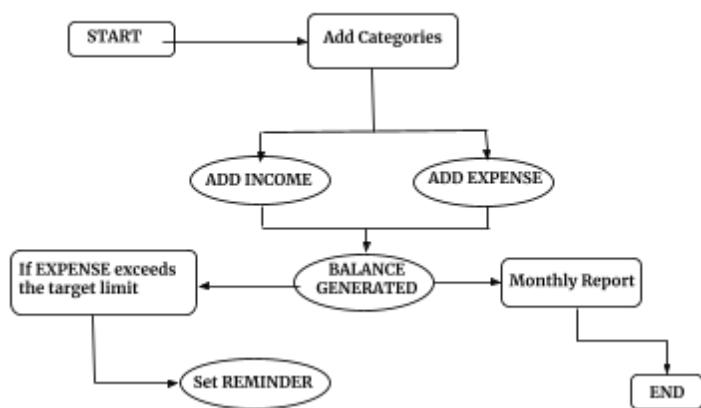 START
Add Categories
ADD INCOME
ADD EXPENSE
If EXPENSE exceeds
the target limit
BALANCE
GENERATED
Monthly Report
Set REMINDER
END